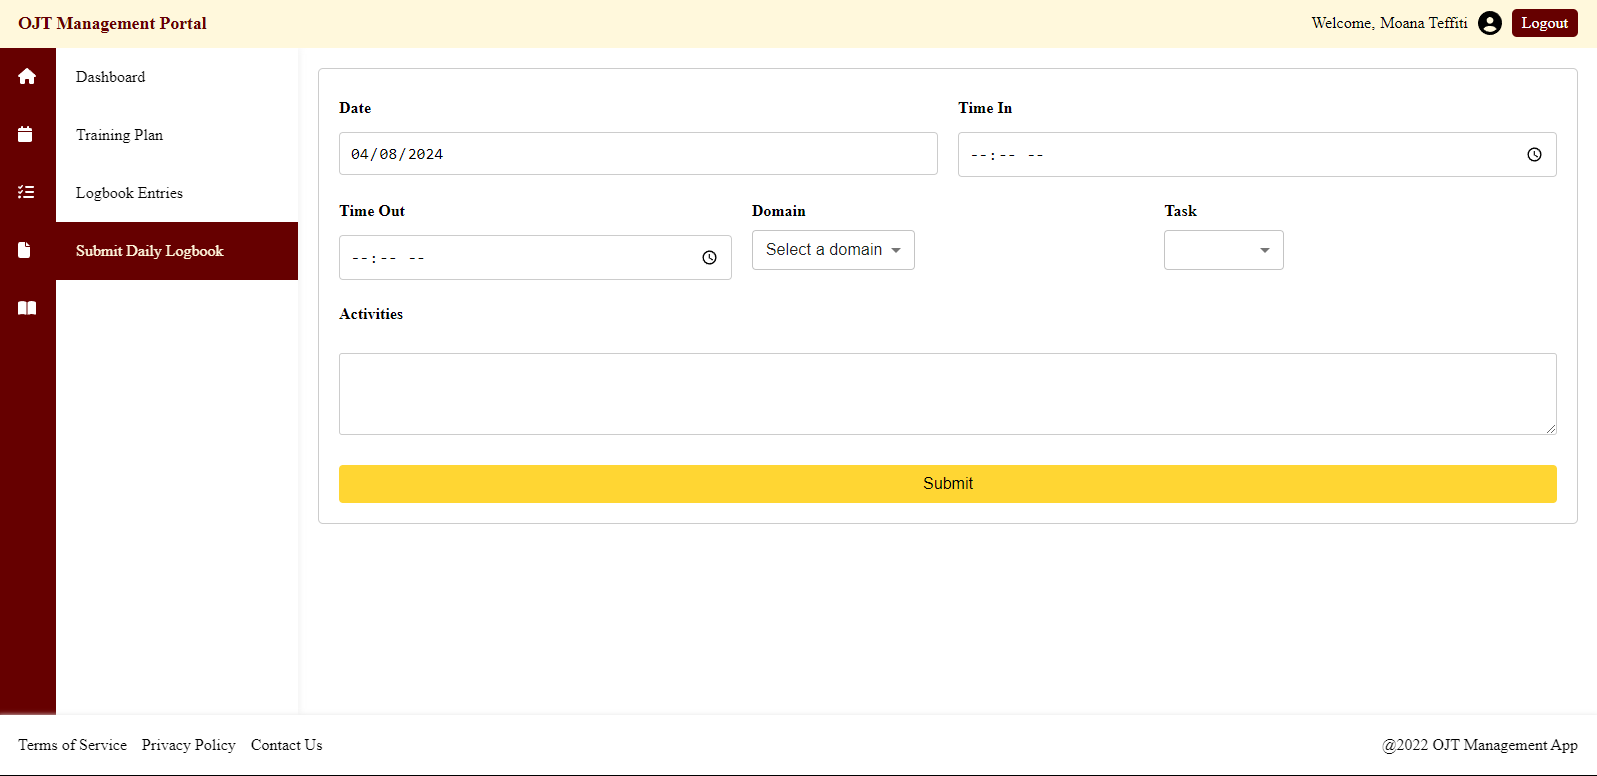 OJT Management Portal
Welcome, Moana Teffiti
Logout
Dashboard
Training Plan
Logbook Entries
Submit Daily Logbook
Date
Time In
04/08/2024
--:-- --
Time Out
Domain
Task
--:-- --
Select a domain
Activities
Submit
Terms of Service
Privacy Policy
Contact Us
@2022 OJT Management App